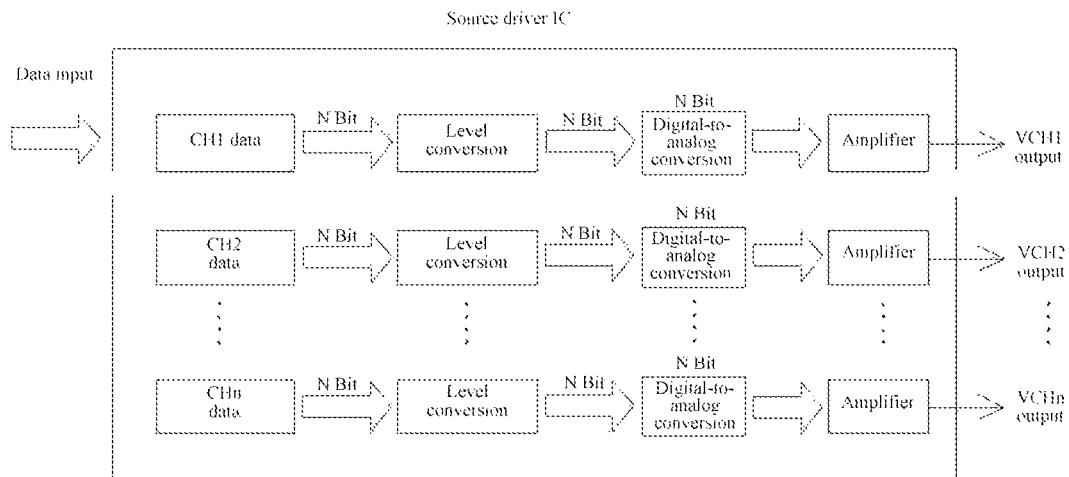 Source driver IC
Data input
N Bit
N Bit
N Bit
CH1 data
Level
conversion
Digital-to-
analog
conversion
Amplifier
VCH1
output
N Bit
N Bit
N Bit
CH2
data
Level
conversion
Digital-to-
analog
conversion
Amplifier
VCH2
output
N Bit
N Bit
N Bit
CHn
data
Level
conversion
Digital-to-
analog
conversion
Amplifier
VCHn
output